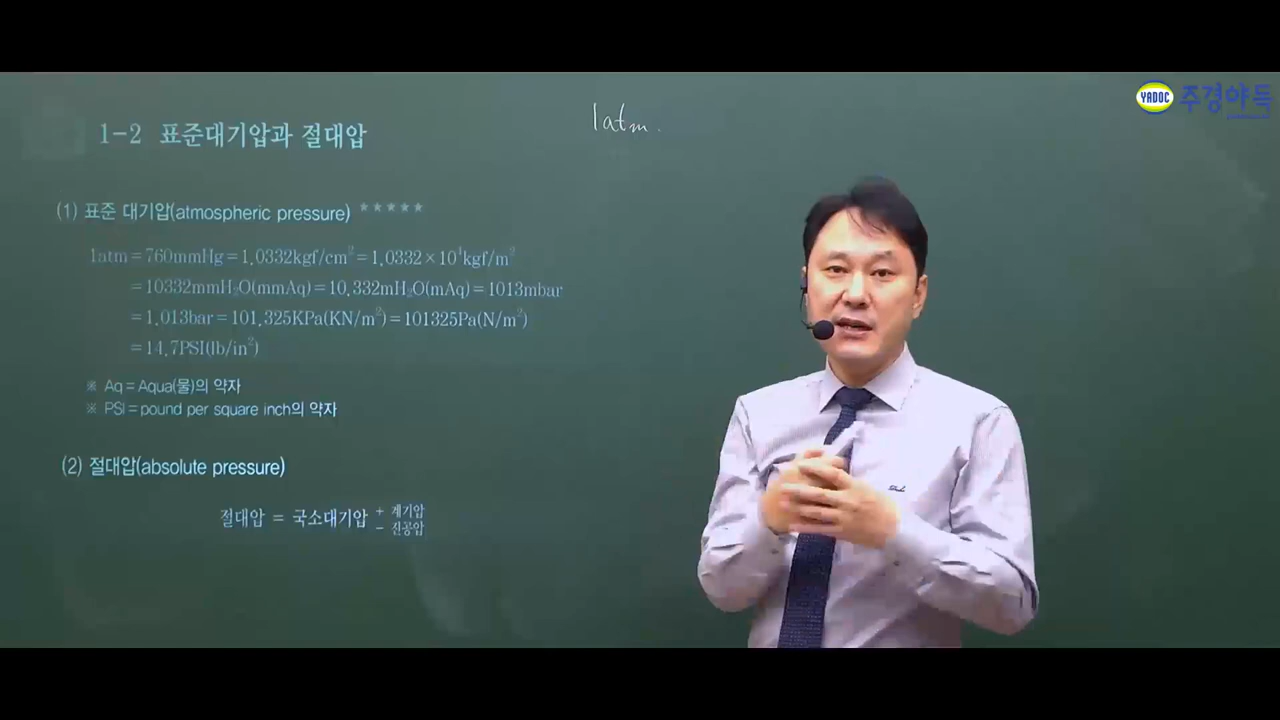 1-2 표준대기압과 절대압
1atm.
YADOC 주경야독
(1) 표준 대기압(atmospheric pressure) *****
1atm=760mmHg=1.0332kgf/cm²=1.0332×10⁴kgf/m²
=10332mmH₂O(mmAq)=10.332mH₂O(mAq)=1013mbar
=1.013bar=101.325KPa(KN/m²)=101325Pa(N/m²)
=14.7PSI(lb/in²)
※ Aq=Aqua(물)의 약자
※ PSI=pound per square inch의 약자
(2) 절대압(absolute pressure)
절대압 = 국소대기압 + 계기압
- 진공압